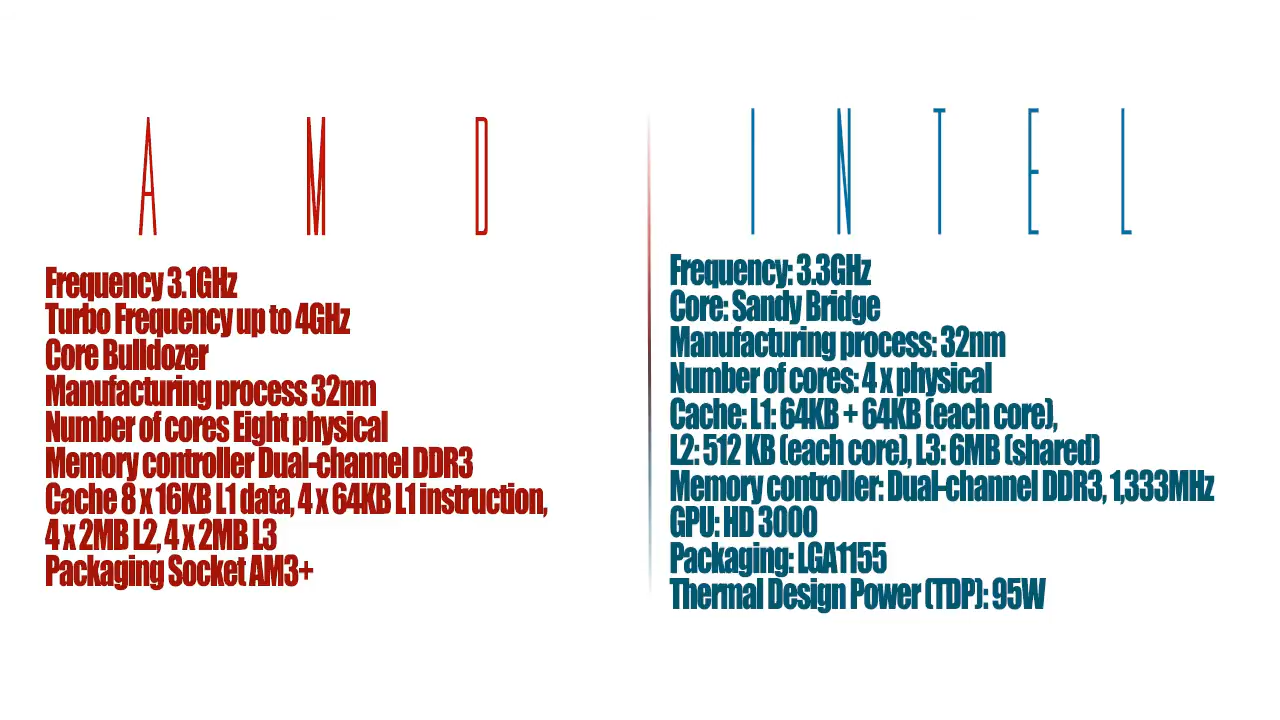 AMD
Frequency 3.1GHz
Turbo Frequency up to 4GHz
Core Bulldozer
Manufacturing process 32nm
Number of cores Eight physical
Memory controller Dual-channel DDR3
Cache 8 x 16KB L1 data, 4 x 64KB L1 instruction,
4 x 2MB L2, 4 x 2MB L3
Packaging Socket AM3+
INTEL
Frequency: 3.3GHz
Core: Sandy Bridge
Manufacturing process: 32nm
Number of cores: 4 x physical
Cache: L1: 64KB + 64KB (each core),
L2: 512 KB (each core), L3: 6MB (shared)
Memory controller: Dual-channel DDR3, 1,333MHz
GPU: HD 3000
Packaging: LGA1155
Thermal Design Power (TDP): 95W